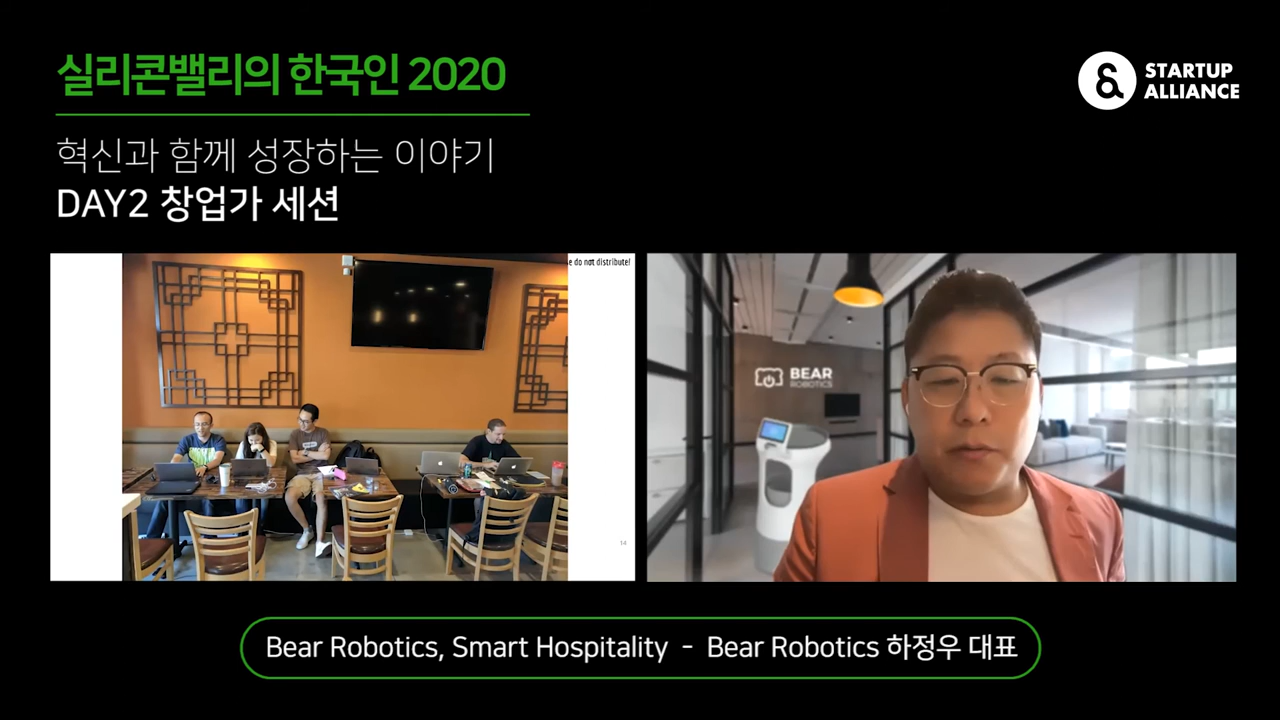 실리콘밸리의 한국인 2020
STARTUP
ALLIANCE
혁신과 함께 성장하는 이야기
DAY2 창업가 세션
e do not distribute!
BEAR
ROBOTICS
14
Bear Robotics, Smart Hospitality - Bear Robotics 하정우 대표